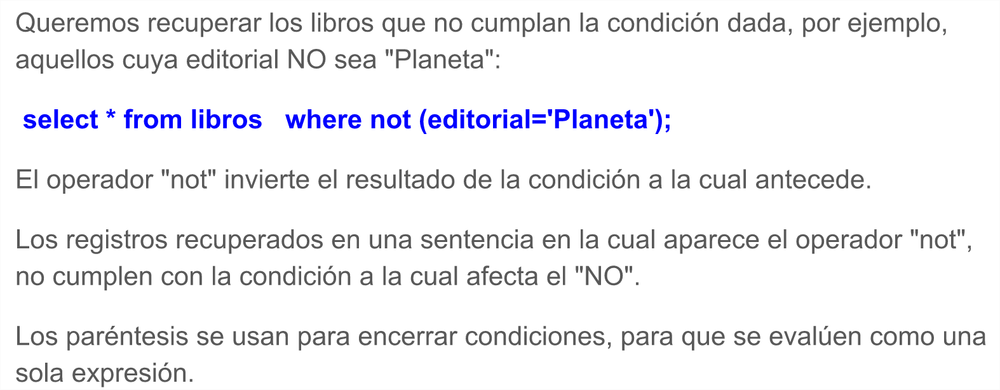 Queremos recuperar los libros que no cumplan la condición dada, por ejemplo,
aquellos cuya editorial NO sea "Planeta":
select * from libros   where not (editorial='Planeta');
El operador "not" invierte el resultado de la condición a la cual antecede.
Los registros recuperados en una sentencia en la cual aparece el operador "not",
no cumplen con la condición a la cual afecta el "NO".
Los paréntesis se usan para encerrar condiciones, para que se evalúen como una
sola expresión.